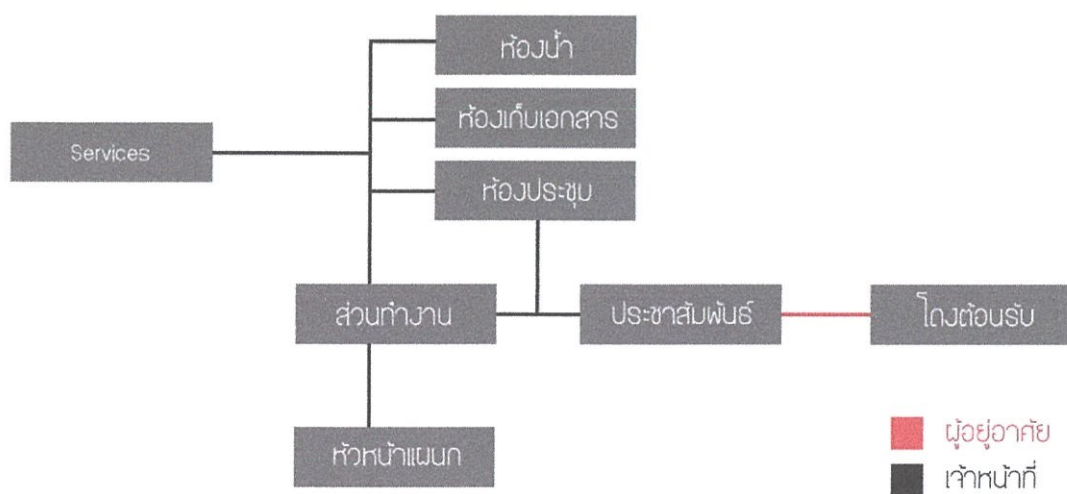 ห้องน้ำ
ห้องเก็บเอกสาร
Services
ห้องประชุม
ส่วนทำงาน
ประชาสัมพันธ์
โถงต้อนรับ
หัวหน้าแผนก
ผู้อยู่อาศัย
เจ้าหน้าที่